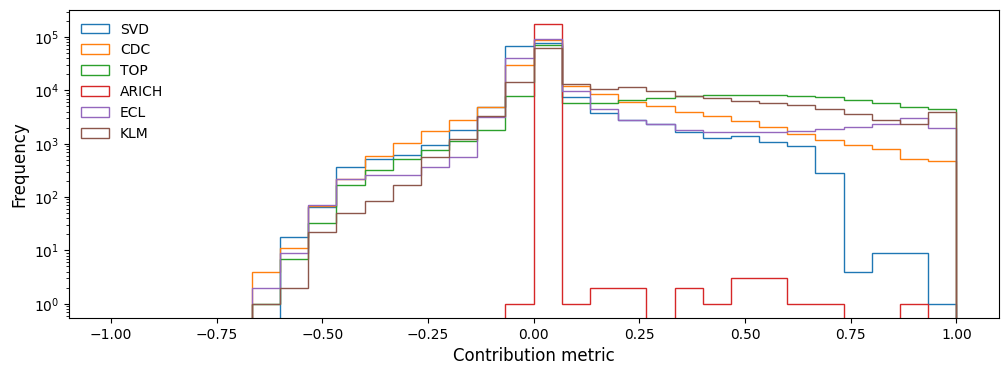 SVD
CDC
TOP
ARICH
ECL
KLM
Frequency
10⁵
10⁴
10³
10²
10¹
10⁰
−1.00 −0.75 −0.50 −0.25 0.00 0.25 0.50 0.75 1.00
Contribution metric